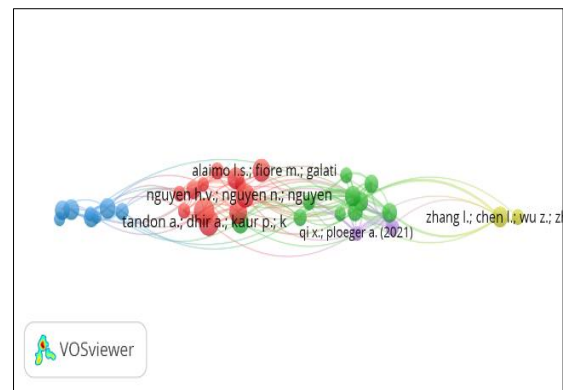 alaimo l.s.; fiore m.; galati
nguyen h.v.; nguyen n.; nguyen
tandon a.; dhir a.; kaur p.; k
zhang l.; chen l.; wu z.; zh
qi x.; ploeger a. (2021)
VOSviewer